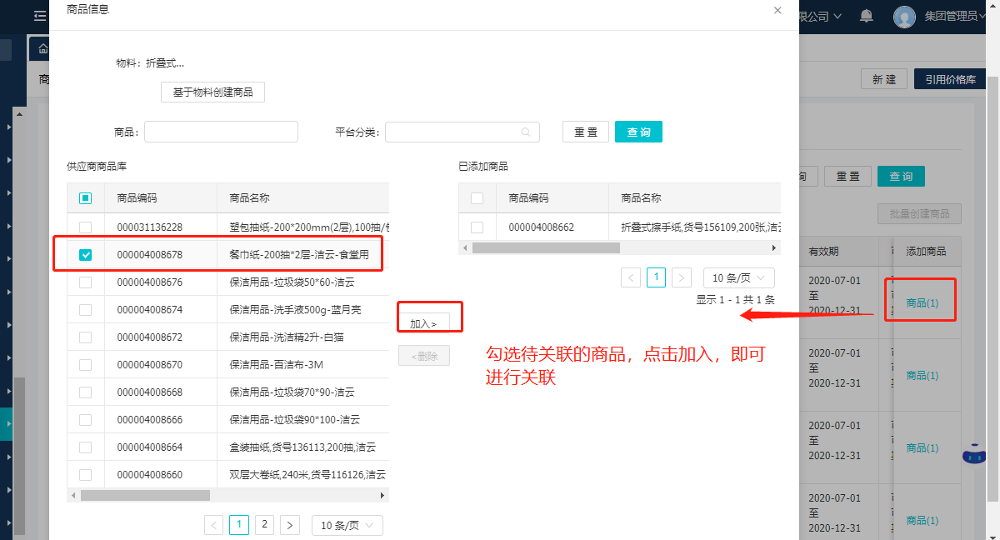 商品信息
限公司
集团管理员
物料：折叠式...
基于物料创建商品
新 建
引用价格库
商
商品：
平台分类：
重 置
查 询
供应商商品库
已添加商品
询
重 置
查 询
批量创建商品
商品编码
商品名称
商品编码
商品名称
000031136228
塑包抽纸-200*200mm(2层),100抽/
000004008662
折叠式擦手纸,货号156109,200张,洁
000004008678
餐巾纸-200抽*2层-洁云-食堂用
000004008676
保洁用品-垃圾袋50*60-洁云
000004008674
保洁用品-洗手液500g-蓝月亮
000004008672
保洁用品-洗洁精2升-白猫
000004008670
保洁用品-百洁布-3M
000004008668
保洁用品-垃圾袋70*90-洁云
000004008666
保洁用品-垃圾袋90*100-洁云
000004008664
盒装抽纸,货号136113,200抽,洁云
000004008660
双层大卷纸,240米,货号116126,洁云
< 1 2 >
10 条/页
< 1 >
10 条/页
显示 1 - 1 共 1 条
加入>
<删除
勾选待关联的商品，点击加入，即可
进行关联
有效期
添加商品
2020-07-01
至
2020-12-31
商品(1)
2020-07-01
至
2020-12-31
商品(1)
2020-07-01
至
2020-12-31
商品(1)
2020-07-01
至
2020-12-31
商品(1)